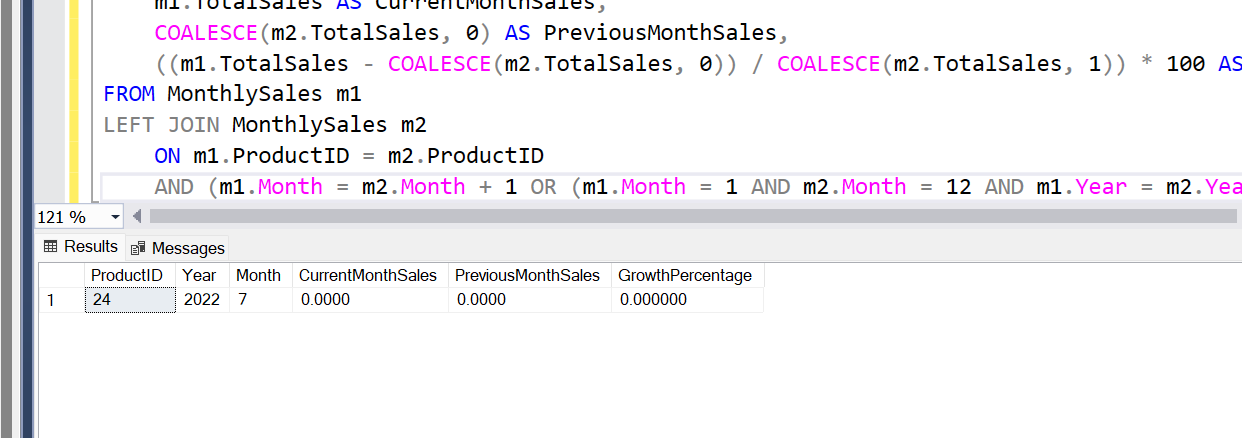 m1.TotalSales AS CurrentMonthSales,
COALESCE(m2.TotalSales, 0) AS PreviousMonthSales,
((m1.TotalSales - COALESCE(m2.TotalSales, 0)) / COALESCE(m2.TotalSales, 1)) * 100 AS
FROM MonthlySales m1
LEFT JOIN MonthlySales m2
ON m1.ProductID = m2.ProductID
AND (m1.Month = m2.Month + 1 OR (m1.Month = 1 AND m2.Month = 12 AND m1.Year = m2.Yea
121 %
Results Messages
ProductID Year Month CurrentMonthSales PreviousMonthSales GrowthPercentage
1 24 2022 7 0.0000 0.0000 0.000000